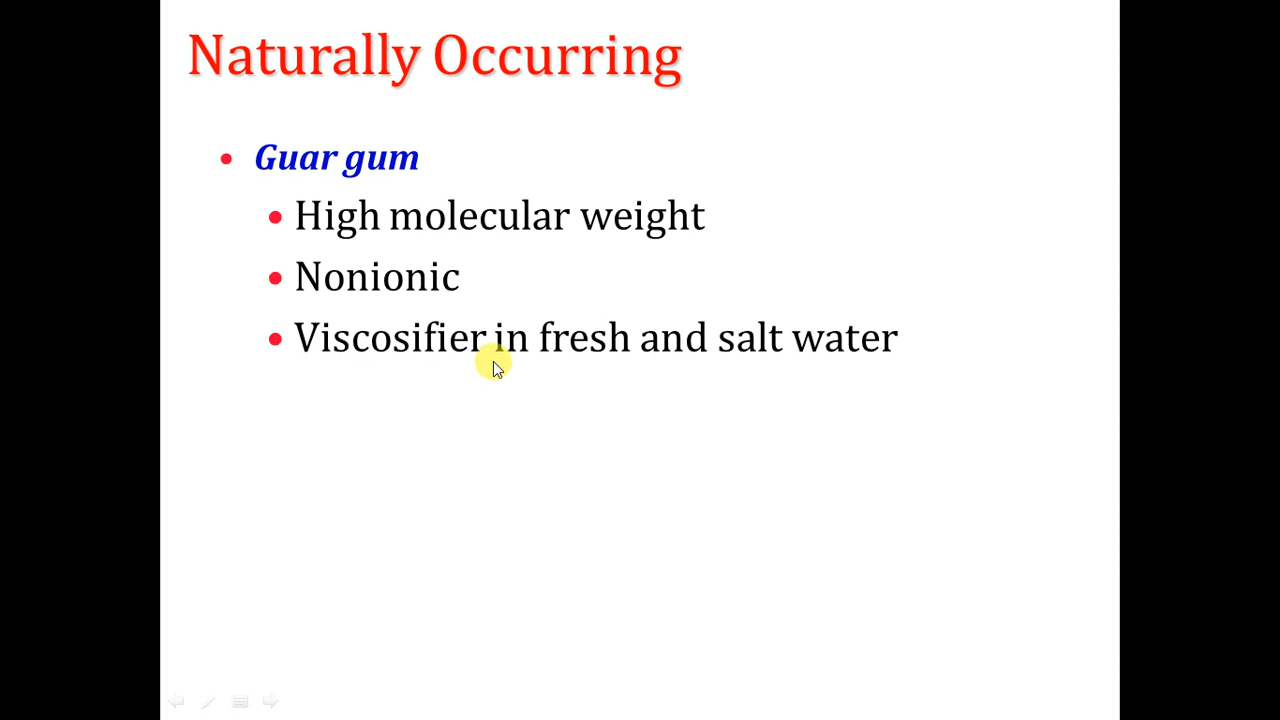 Naturally Occurring
• Guar gum
• High molecular weight
• Nonionic
• Viscosifier in fresh and salt water